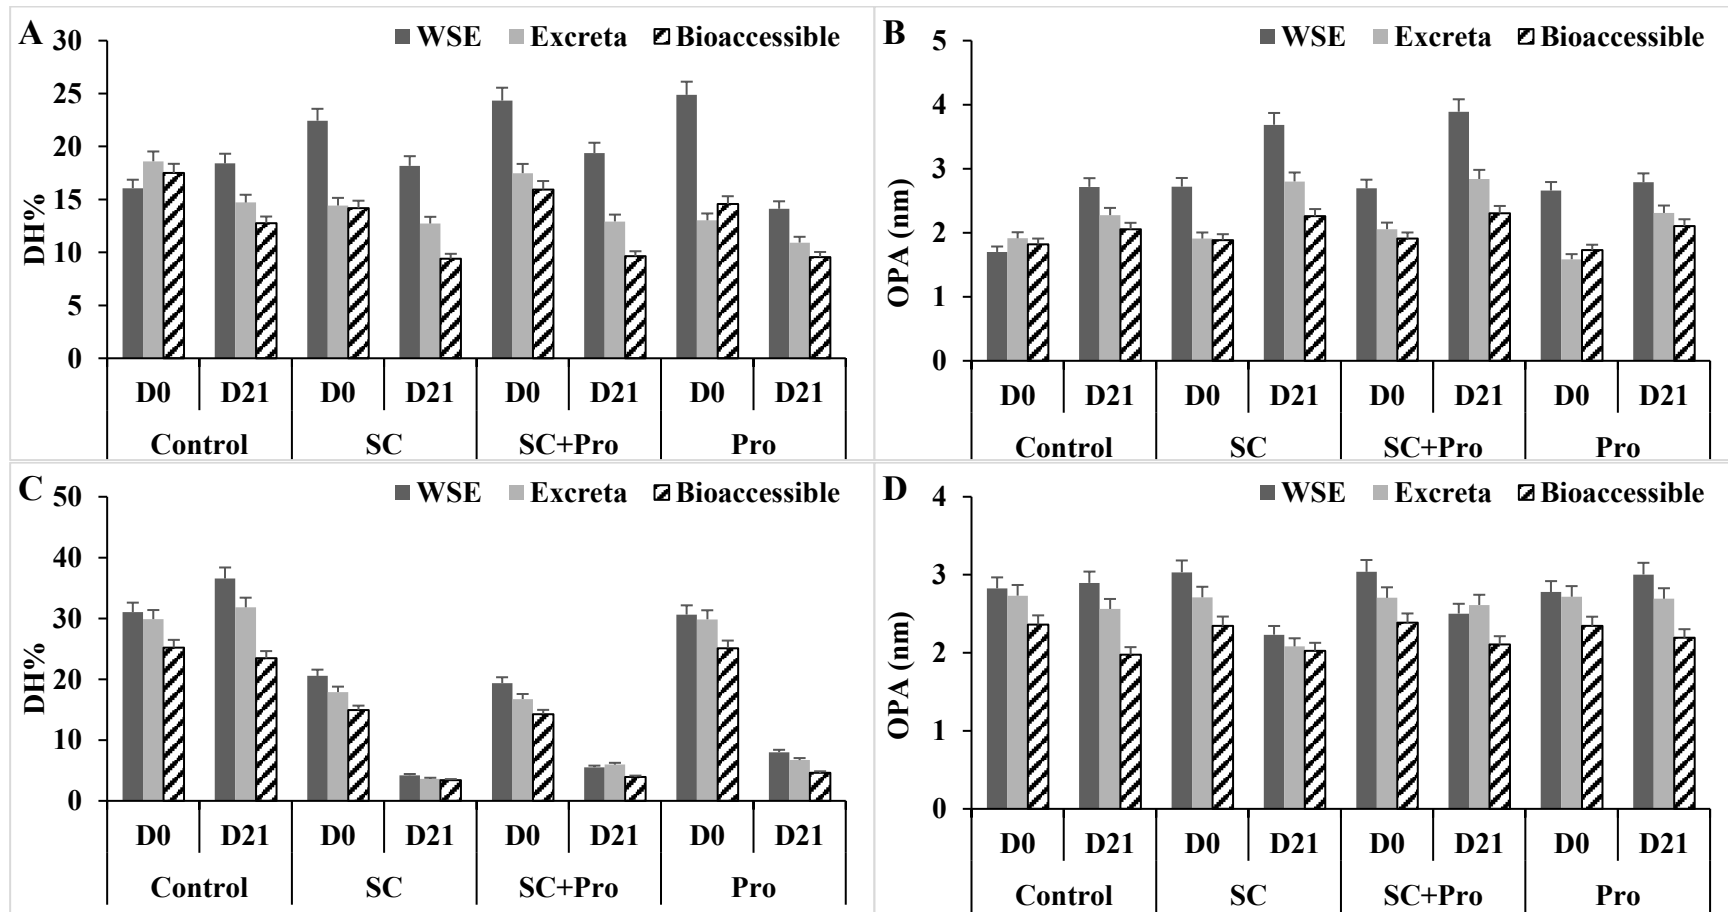 A
WSE Excreta Bioaccessible
DH%
30
25
20
15
10
5
0
D0 D21 D0 D21 D0 D21 D0 D21
Control SC SC+Pro Pro
B
WSE Excreta Bioaccessible
OPA (nm)
5
4
3
2
1
0
D0 D21 D0 D21 D0 D21 D0 D21
Control SC SC+Pro Pro
C
WSE Excreta Bioaccessible
DH%
50
40
30
20
10
0
D0 D21 D0 D21 D0 D21 D0 D21
Control SC SC+Pro Pro
D
WSE Excreta Bioaccessible
OPA (nm)
4
3
2
1
0
D0 D21 D0 D21 D0 D21 D0 D21
Control SC SC+Pro Pro